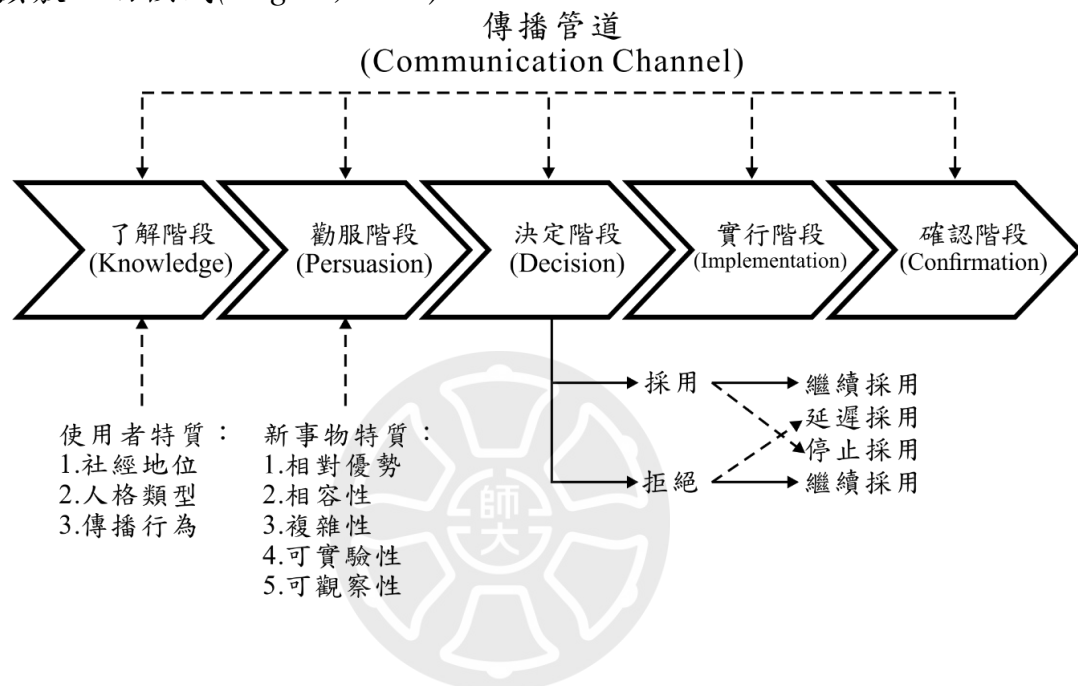 傳播管道
(Communication Channel)
了解階段
(Knowledge)
勸服階段
(Persuasion)
決定階段
(Decision)
實行階段
(Implementation)
確認階段
(Confirmation)
使用者特質：
1.社經地位
2.人格類型
3.傳播行為
新事物特質：
1.相對優勢
2.相容性
3.複雜性
4.可實驗性
5.可觀察性
採用
拒絕
繼續採用
延遲採用
停止採用
繼續採用
師大